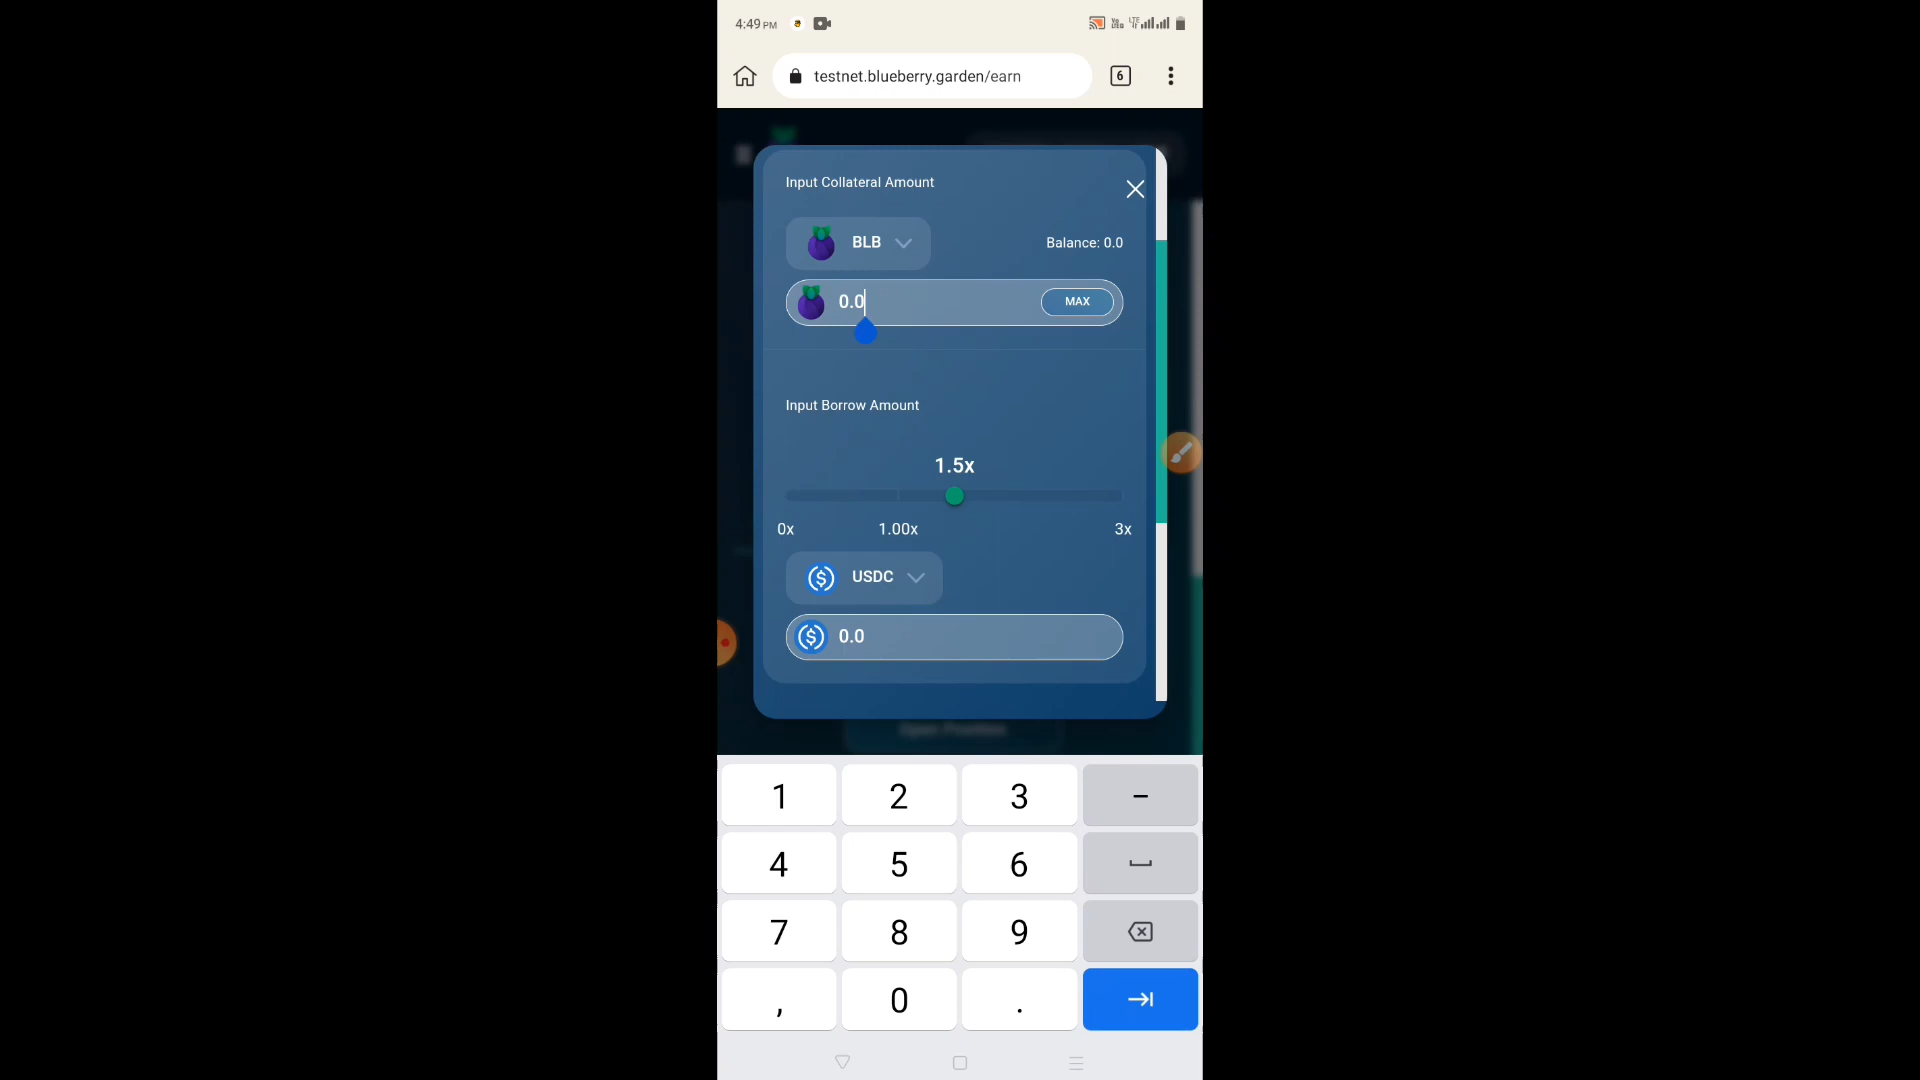 4:49 PM
testnet.blueberry.garden/earn
6
Input Collateral Amount
BLB
Balance: 0.0
0.0
MAX
Input Borrow Amount
1.5x
0x 1.00x 3x
USDC
0.0
Open Position
1 2 3 -
4 5 6
7 8 9
, 0 .